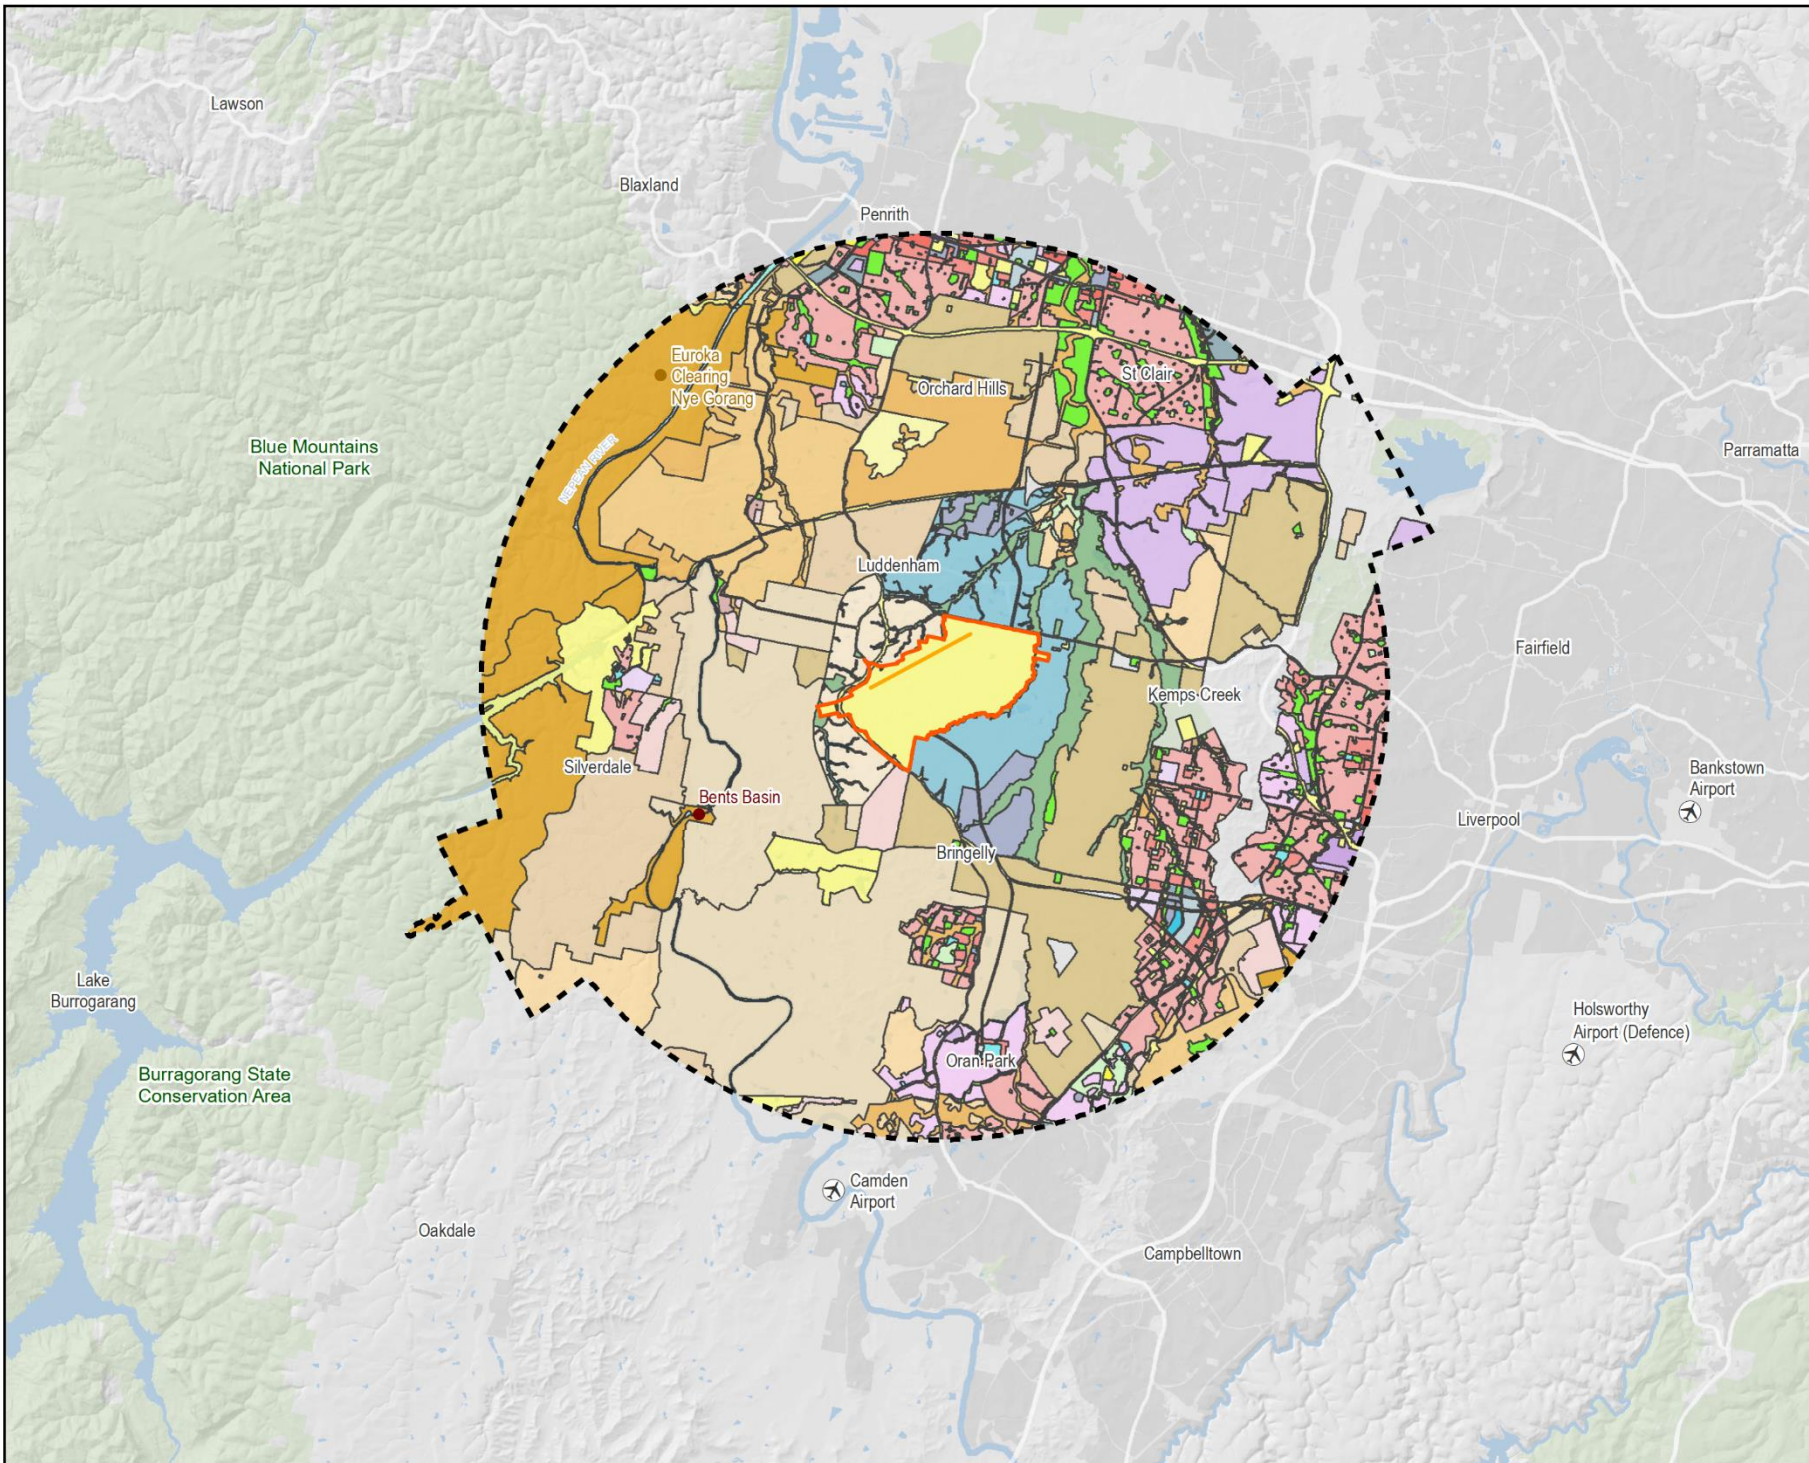 Lawson
Blaxland
Penrith
Euroka
Clearing
Nye Gorang
Orchard Hills
St Clair
Blue Mountains
National Park
NEPEAN RIVER
Parramatta
Luddenham
Fairfield
Kemps Creek
Silverdale
Bents Basin
Bankstown
Airport
Liverpool
Bringelly
Lake
Burrogarang
Holsworthy
Airport (Defence)
Oran Park
Burragorang State
Conservation Area
Camden
Airport
Oakdale
Campbelltown